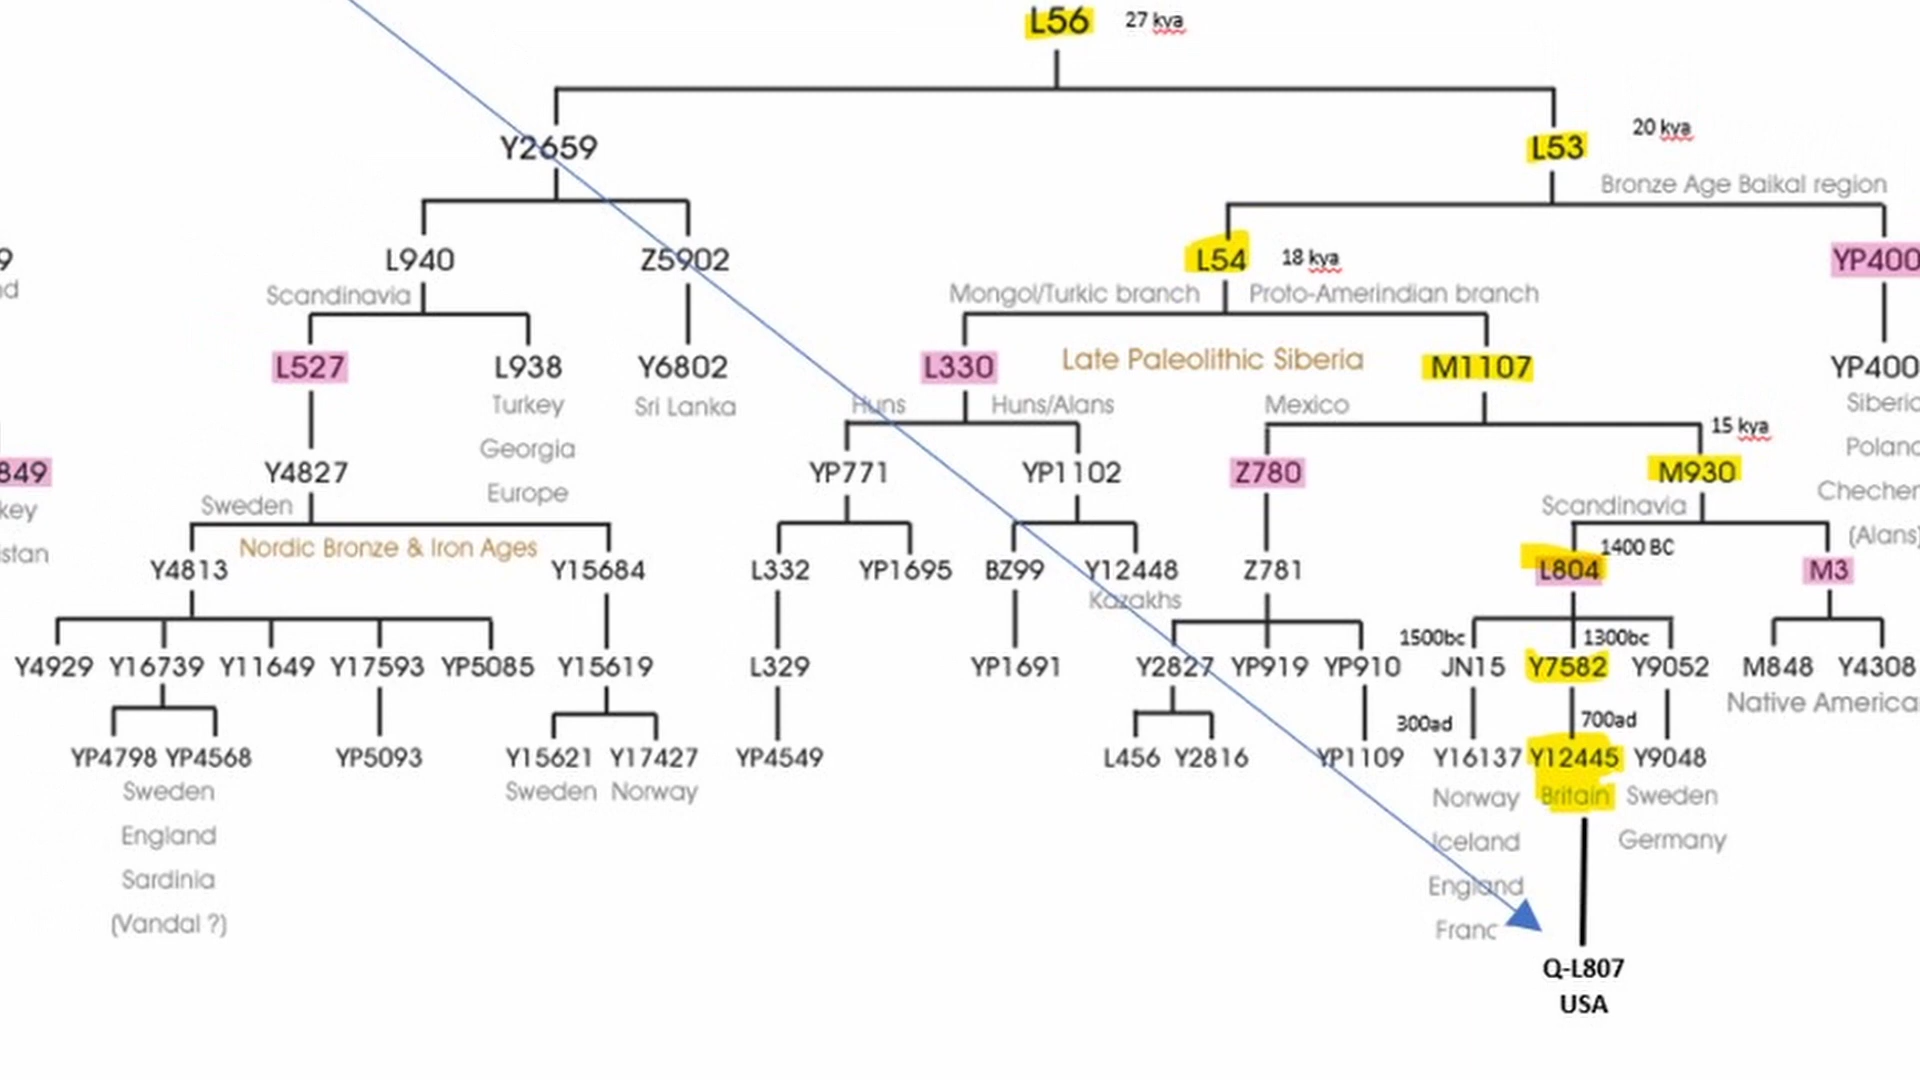 L56 27 kya
20 kya
Y2659 L53
Bronze Age Baikal region
9 L940 Z5902 L54 18 kya YP400
nd Scandinavia Mongol/Turkic branch Proto-Amerindian branch
L527 L938 Y6802 L330 Late Paleolithic Siberia M1107 YP400
Turkey Sri Lanka Huns Huns/Alans Mexico Siberia
15 kya
Georgia Poland
849 Y4827 YP771 YP1102 Z780 M930
key Sweden Europe Scandinavia Chechen
istan Nordic Bronze & Iron Ages 1400 BC (Alans)
Y4813 Y15684 L332 YP1695 BZ99 Y12448 Z781 L804 M3
Kazakhs
1500bc 1300bc
Y4929 Y16739 Y11649 Y17593 YP5085 Y15619 L329 YP1691 Y2827 YP919 YP910 JN15 Y7582 Y9052 M848 Y4308
Native America
300ad 700ad
YP4798 YP4568 YP5093 Y15621 Y17427 YP4549 L456 Y2816 YP1109 Y16137 Y12445 Y9048
Sweden Sweden Norway Norway Britain Sweden
England Iceland Germany
Sardinia England
(Vandal ?) Franc
Q-L807
USA